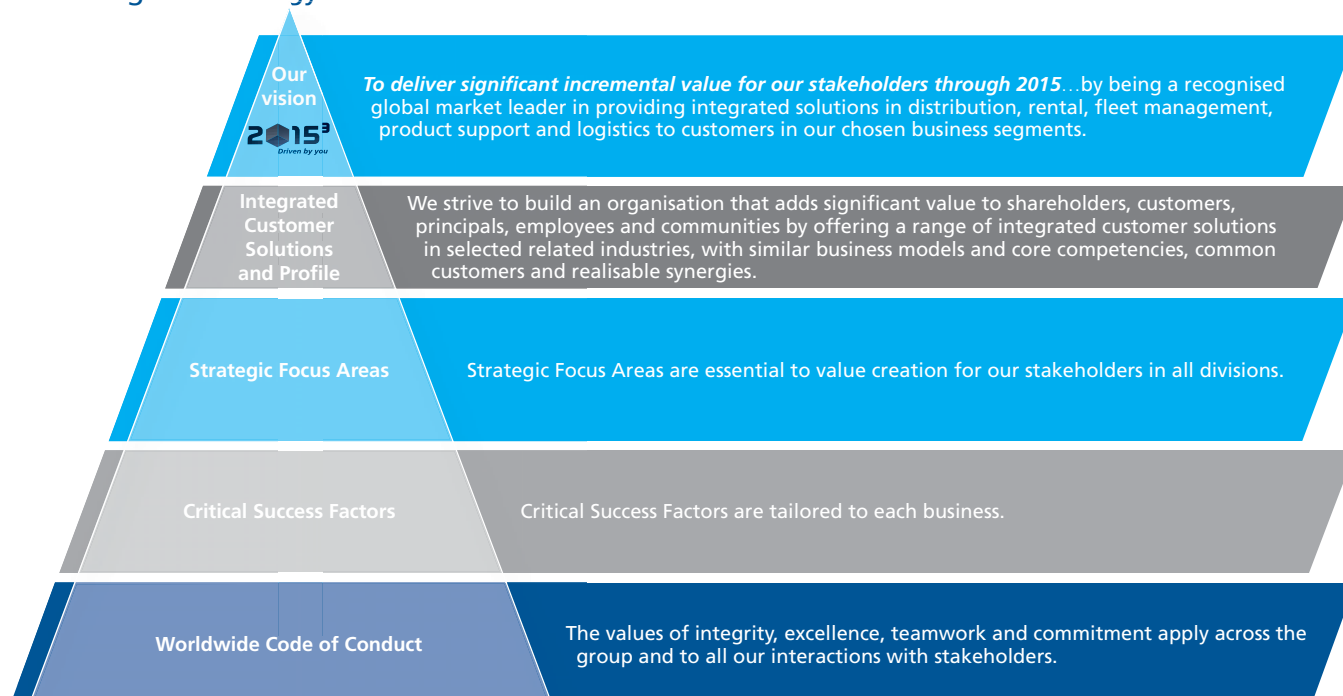 Our
vision
2015³
Driven by you
To deliver significant incremental value for our stakeholders through 2015…by being a recognised
global market leader in providing integrated solutions in distribution, rental, fleet management,
product support and logistics to customers in our chosen business segments.
Integrated
Customer
Solutions
and Profile
We strive to build an organisation that adds significant value to shareholders, customers,
principals, employees and communities by offering a range of integrated customer solutions
in selected related industries, with similar business models and core competencies, common
customers and realisable synergies.
Strategic Focus Areas
Strategic Focus Areas are essential to value creation for our stakeholders in all divisions.
Critical Success Factors
Critical Success Factors are tailored to each business.
Worldwide Code of Conduct
The values of integrity, excellence, teamwork and commitment apply across the
group and to all our interactions with stakeholders.